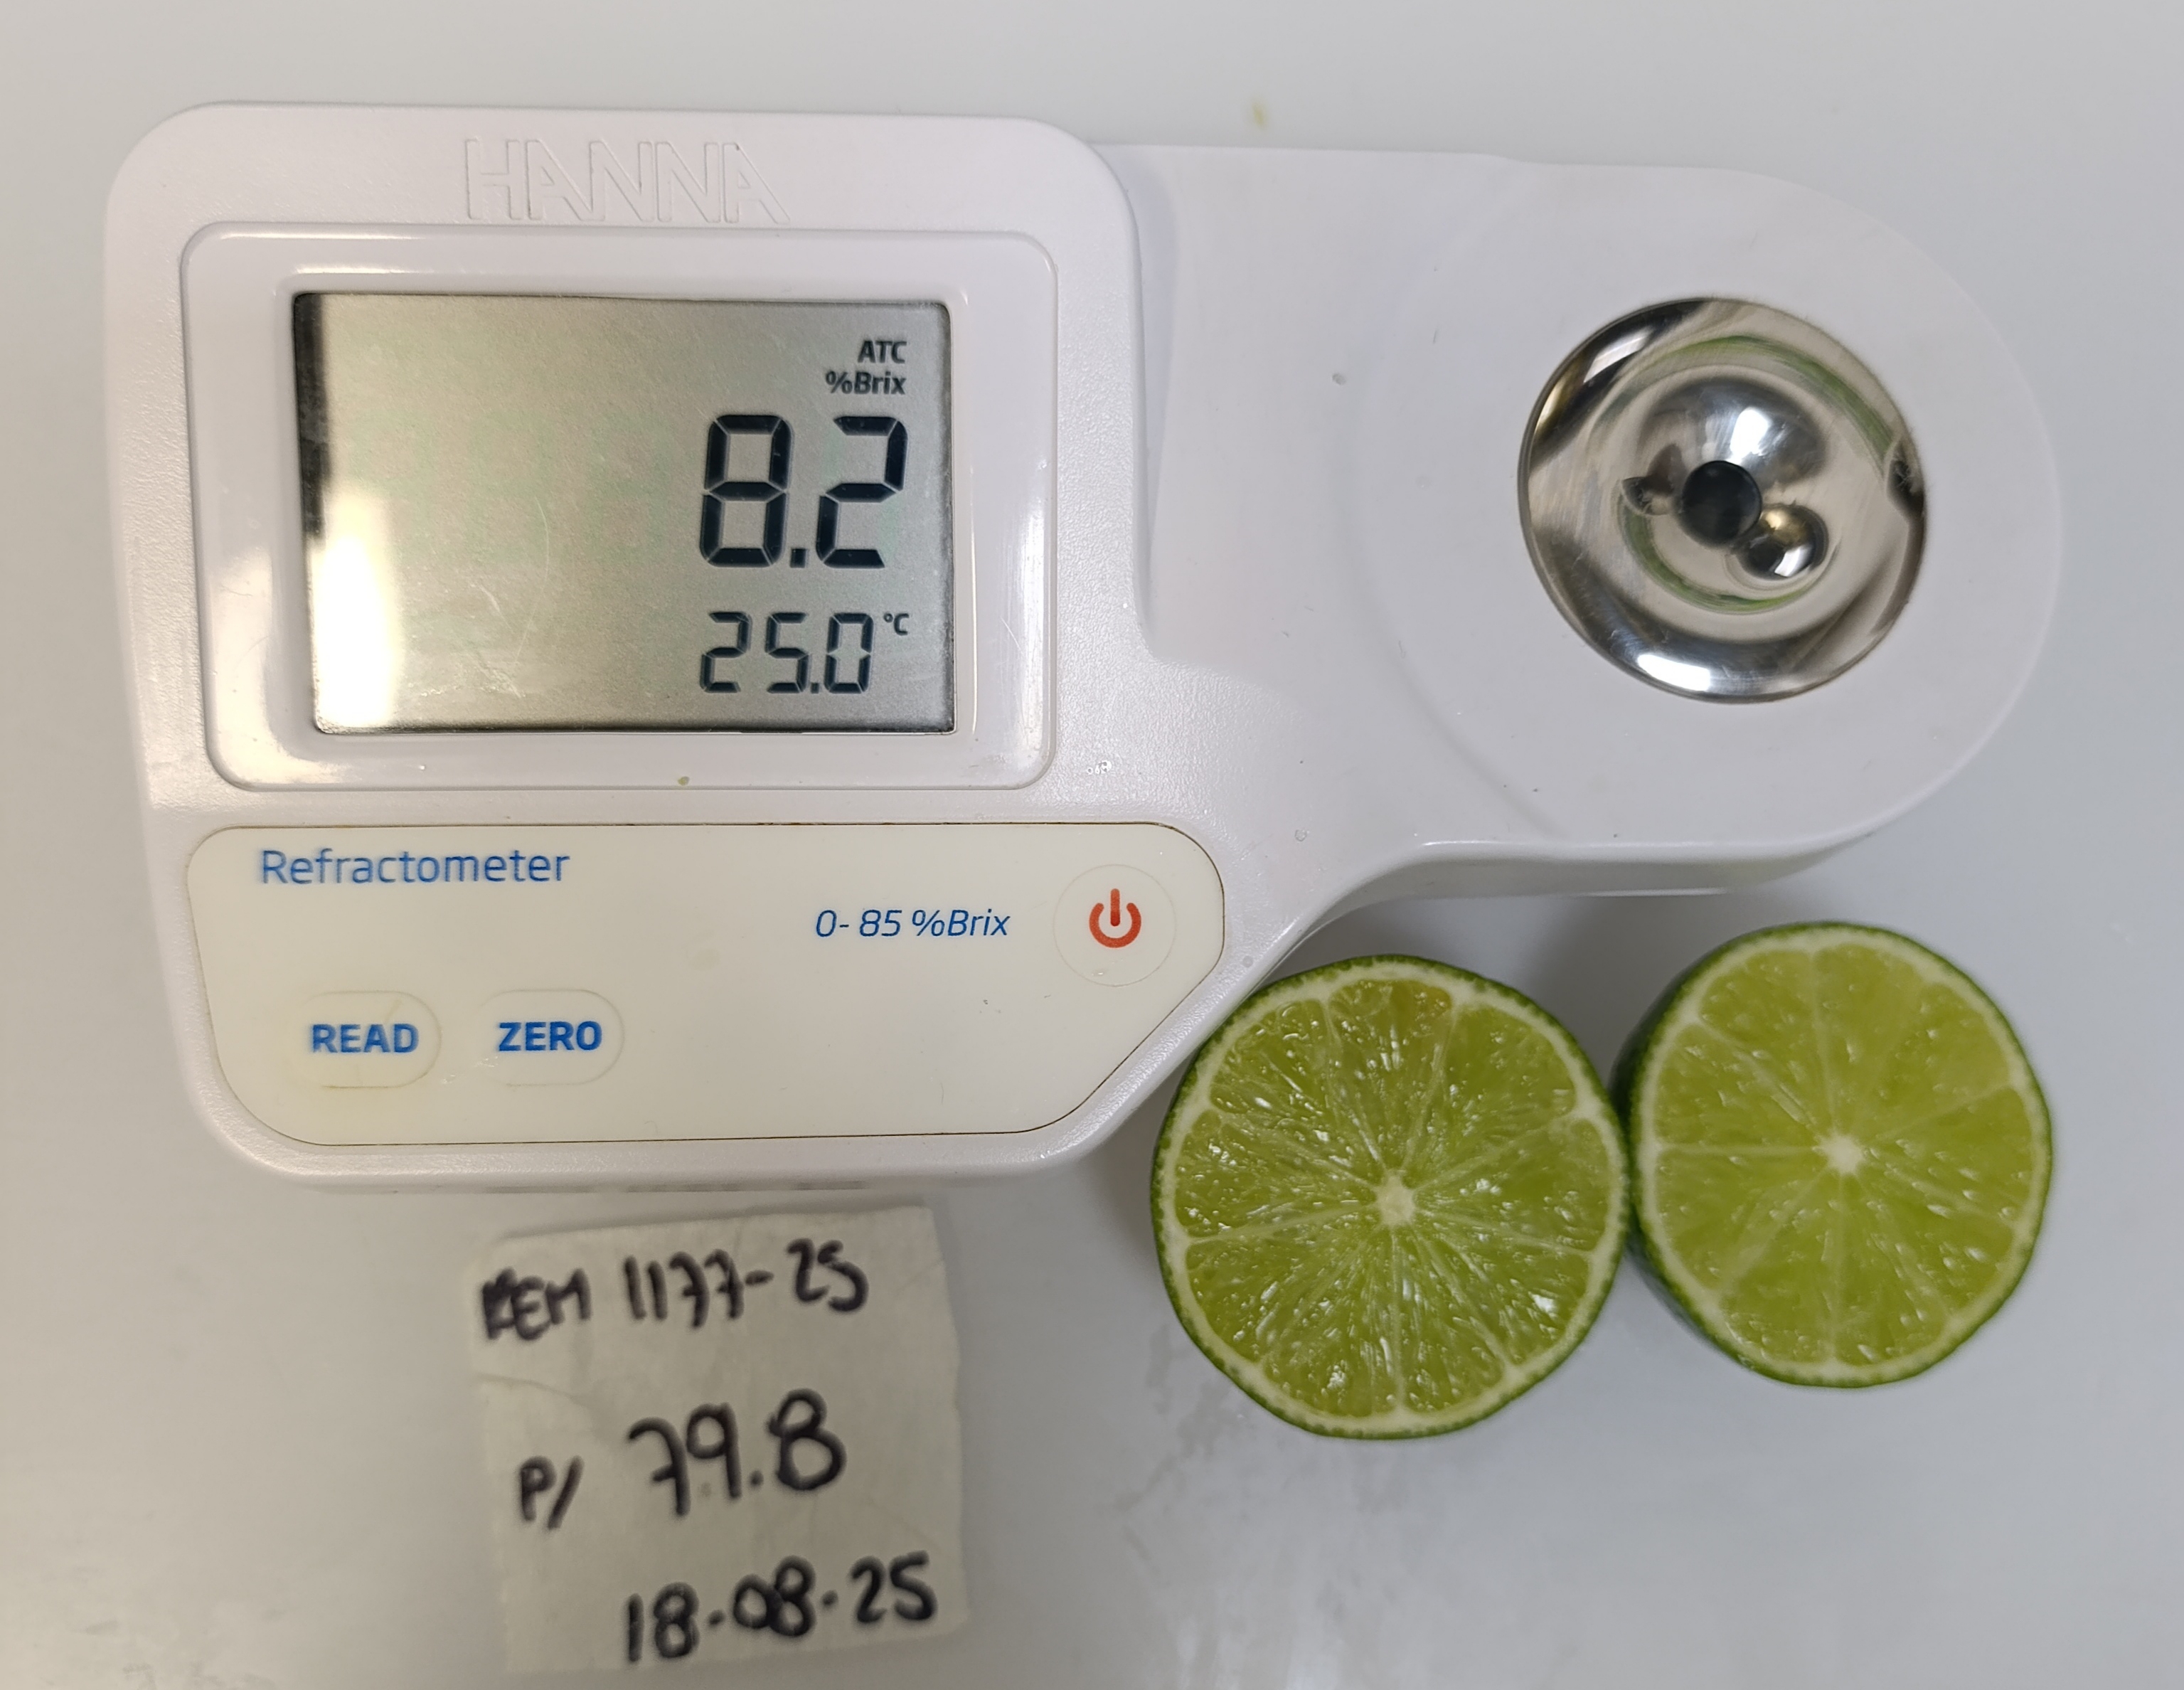 HANNA
ATC
%Brix
8.2
25.0 °C
Refractometer
0-85 %Brix
READ
ZERO
REM 1177-25
P/ 79.8
18-08-25